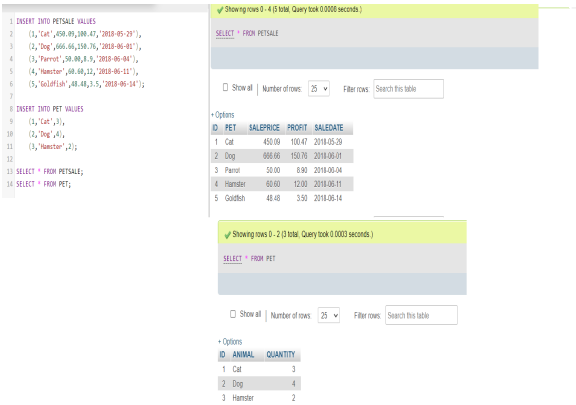 1 INSERT INTO PETSALE VALUES
2 (1,'Cat',450.09,100.47,'2018-05-29'),
3 (2,'Dog',666.66,150.76,'2018-06-01'),
4 (3,'Parrot',50.00,8.9,'2018-06-04'),
5 (4,'Hamster',60.60,12,'2018-06-11'),
6 (5,'Goldfish',48.48,3.5,'2018-06-14');
7
8 INSERT INTO PET VALUES
9 (1,'Cat',3),
10 (2,'Dog',4),
11 (3,'Hamster',2);
12
13 SELECT * FROM PETSALE;
14 SELECT * FROM PET;
Showing rows 0 - 4 (5 total, Query took 0.0008 seconds.)
SELECT * FROM PETSALE
Show all | Number of rows: 25 Filter rows: Search this table
+ Options
ID PET SALEPRICE PROFIT SALEDATE
1 Cat 450.09 100.47 2018-05-29
2 Dog 666.66 150.76 2018-06-01
3 Parrot 50.00 8.90 2018-06-04
4 Hamster 60.60 12.00 2018-06-11
5 Goldfish 48.48 3.50 2018-06-14
Showing rows 0 - 2 (3 total, Query took 0.0003 seconds.)
SELECT * FROM PET
Show all | Number of rows: 25 Filter rows: Search this table
+ Options
ID ANIMAL QUANTITY
1 Cat 3
2 Dog 4
3 Hamster 2